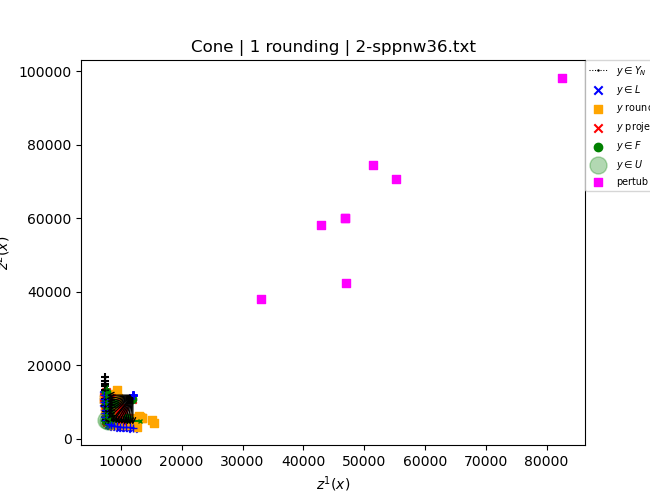 Cone | 1 rounding | 2-sppnw36.txt
100000
80000
60000
40000
20000
0
z²(x)
10000 20000 30000 40000 50000 60000 70000 80000
z¹(x)
y ∈ Y_N
y ∈ L
y roun
y proje
y ∈ F
y ∈ U
pertub